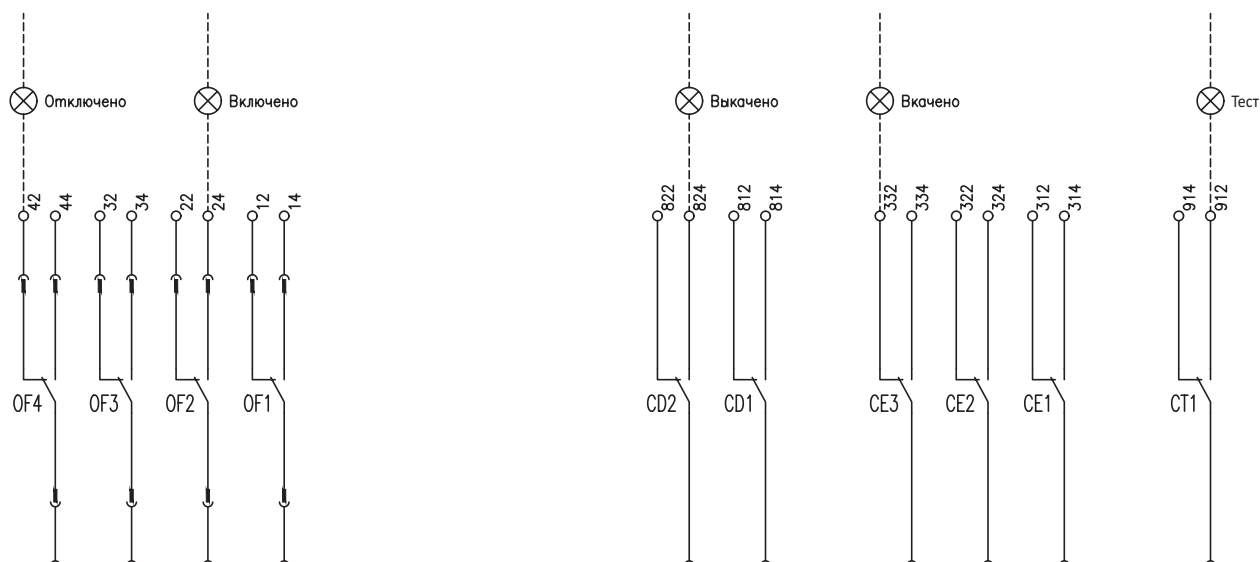 Отключено
Включено
Выкачено
Вкачено
Тест
42 44 32 34 22 24 12 14
822 824 812 814
332 334 322 324 312 314
914 912
OF4 OF3 OF2 OF1
CD2 CD1
CE3 CE2 CE1
CT1